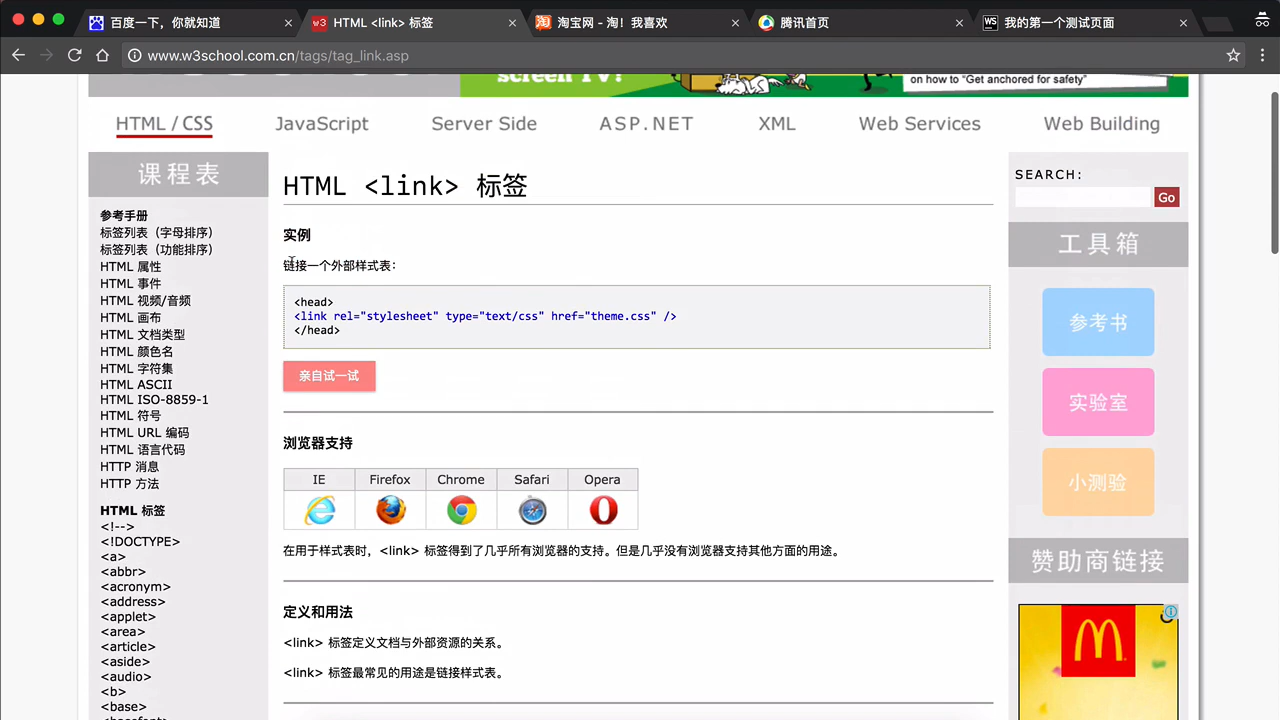 百度一下，你就知道
HTML <link> 标签
淘宝网 - 淘！我喜欢
腾讯首页
我的第一个测试页面
www.w3school.com.cn/tags/tag_link.asp
screen TV!
on how to “Get anchored for safety”
HTML / CSS
JavaScript
Server Side
ASP.NET
XML
Web Services
Web Building
课程表
参考手册
标签列表（字母排序）
标签列表（功能排序）
HTML 属性
HTML 事件
HTML 视频/音频
HTML 画布
HTML 文档类型
HTML 颜色名
HTML 字符集
HTML ASCII
HTML ISO-8859-1
HTML 符号
HTML URL 编码
HTML 语言代码
HTTP 消息
HTTP 方法
HTML 标签
<!-->
<!DOCTYPE>
<a>
<abbr>
<acronym>
<address>
<applet>
<area>
<article>
<aside>
<audio>
<b>
<base>
HTML <link> 标签
实例
链接一个外部样式表：
<head>
<link rel="stylesheet" type="text/css" href="theme.css" />
</head>
亲自试一试
浏览器支持
IE Firefox Chrome Safari Opera
在用于样式表时，<link> 标签得到了几乎所有浏览器的支持。但是几乎没有浏览器支持其他方面的用途。
定义和用法
<link> 标签定义文档与外部资源的关系。
<link> 标签最常见的用途是链接样式表。
SEARCH:
Go
工具箱
参考书
实验室
小测验
赞助商链接